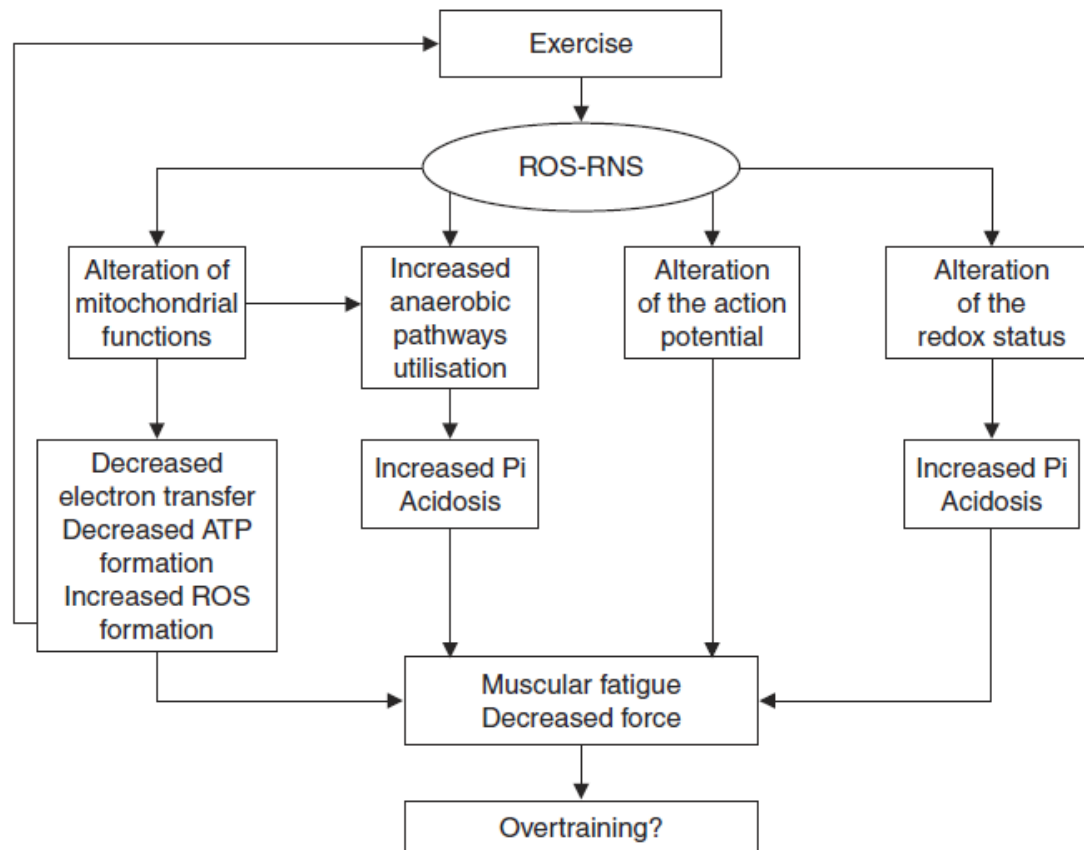 Exercise
ROS-RNS
Alteration of
mitochondrial
functions
Increased
anaerobic
pathways
utilisation
Alteration
of the action
potential
Alteration
of the
redox status
Decreased
electron transfer
Decreased ATP
formation
Increased ROS
formation
Increased Pi
Acidosis
Increased Pi
Acidosis
Muscular fatigue
Decreased force
Overtraining?